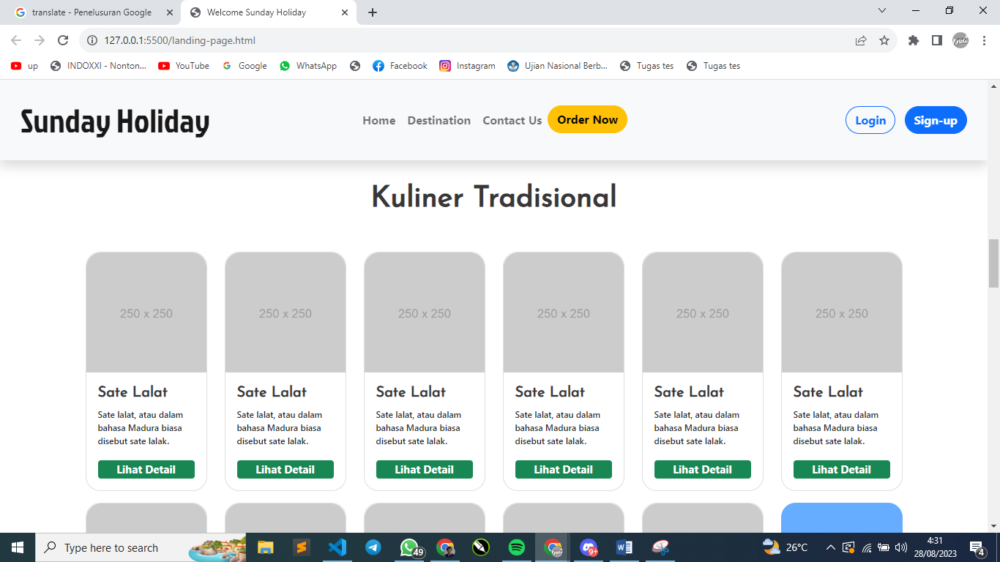 translate - Penelusuran Google
Welcome Sunday Holiday
127.0.0.1:5500/landing-page.html
up
INDOXXI - Nonton...
YouTube
Google
WhatsApp
Facebook
Instagram
Ujian Nasional Berb...
Tugas tes
Tugas tes
Sunday Holiday
Home
Destination
Contact Us
Order Now
Login
Sign-up
Kuliner Tradisional
250 x 250
250 x 250
250 x 250
250 x 250
250 x 250
250 x 250
Sate Lalat
Sate lalat, atau dalam
bahasa Madura biasa
disebut sate lalak.
Lihat Detail
Sate Lalat
Sate lalat, atau dalam
bahasa Madura biasa
disebut sate lalak.
Lihat Detail
Sate Lalat
Sate lalat, atau dalam
bahasa Madura biasa
disebut sate lalak.
Lihat Detail
Sate Lalat
Sate lalat, atau dalam
bahasa Madura biasa
disebut sate lalak.
Lihat Detail
Sate Lalat
Sate lalat, atau dalam
bahasa Madura biasa
disebut sate lalak.
Lihat Detail
Sate Lalat
Sate lalat, atau dalam
bahasa Madura biasa
disebut sate lalak.
Lihat Detail
Type here to search
49
9+
26°C
4:31
28/08/2023
4